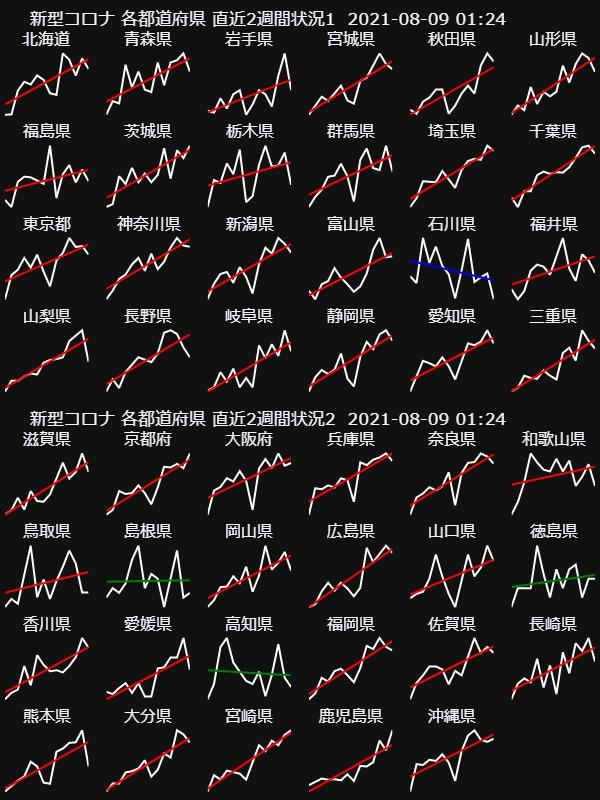 新型コロナ 各都道府県 直近2週間状況1 2021-08-09 01:24
北海道 青森県 岩手県 宮城県 秋田県 山形県
福島県 茨城県 栃木県 群馬県 埼玉県 千葉県
東京都 神奈川県 新潟県 富山県 石川県 福井県
山梨県 長野県 岐阜県 静岡県 愛知県 三重県
新型コロナ 各都道府県 直近2週間状況2 2021-08-09 01:24
滋賀県 京都府 大阪府 兵庫県 奈良県 和歌山県
鳥取県 島根県 岡山県 広島県 山口県 徳島県
香川県 愛媛県 高知県 福岡県 佐賀県 長崎県
熊本県 大分県 宮崎県 鹿児島県 沖縄県